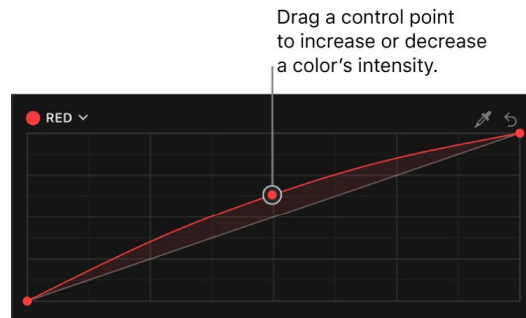 Drag a control point
to increase or decrease
a color’s intensity.
RED